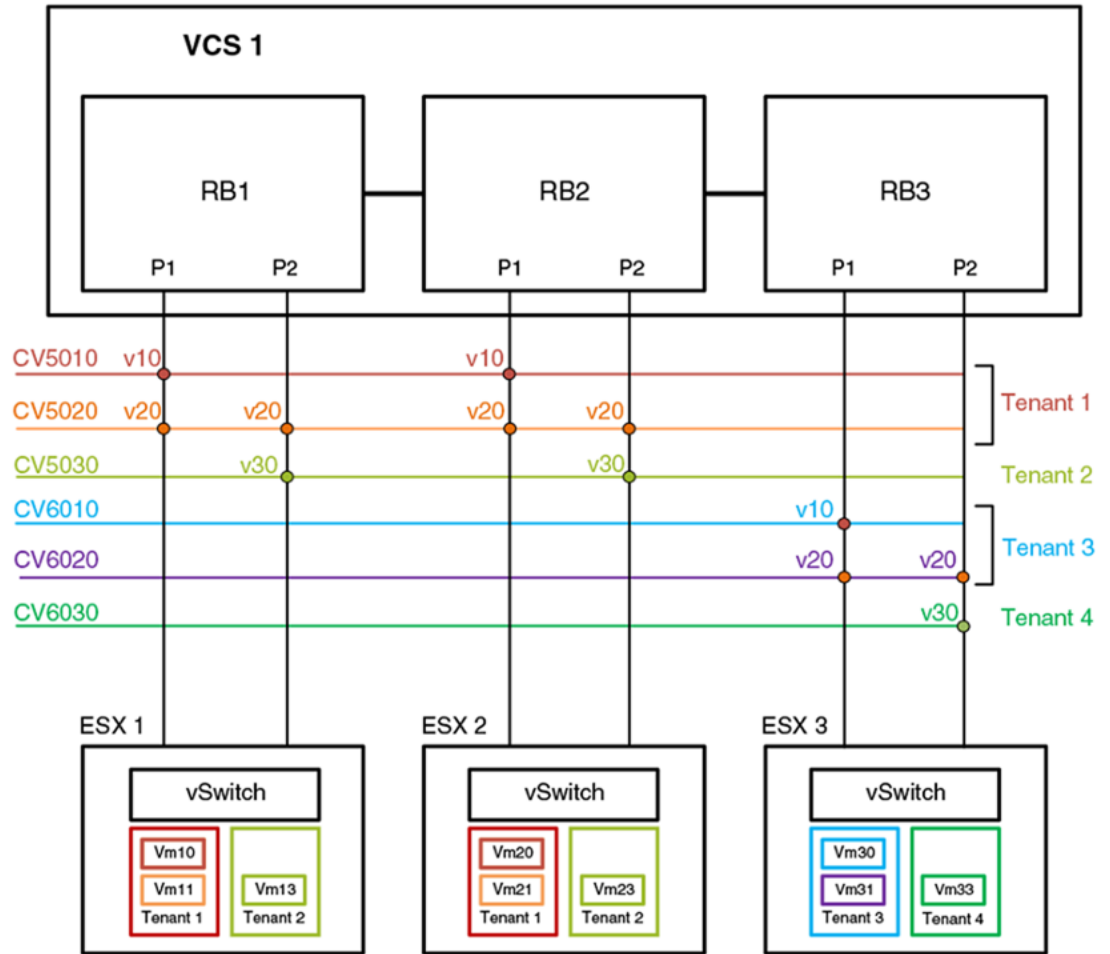 VCS 1
RB1 RB2 RB3
P1 P2 P1 P2 P1 P2
CV5010 v10 v10
Tenant 1
CV5020 v20 v20 v20 v20
CV5030 v30 v30 Tenant 2
CV6010 v10
Tenant 3
CV6020 v20 v20
CV6030 v30 Tenant 4
ESX 1 ESX 2 ESX 3
vSwitch vSwitch vSwitch
Vm10 Vm20 Vm30
Vm11 Vm13 Vm21 Vm23 Vm31 Vm33
Tenant 1 Tenant 2 Tenant 1 Tenant 2 Tenant 3 Tenant 4